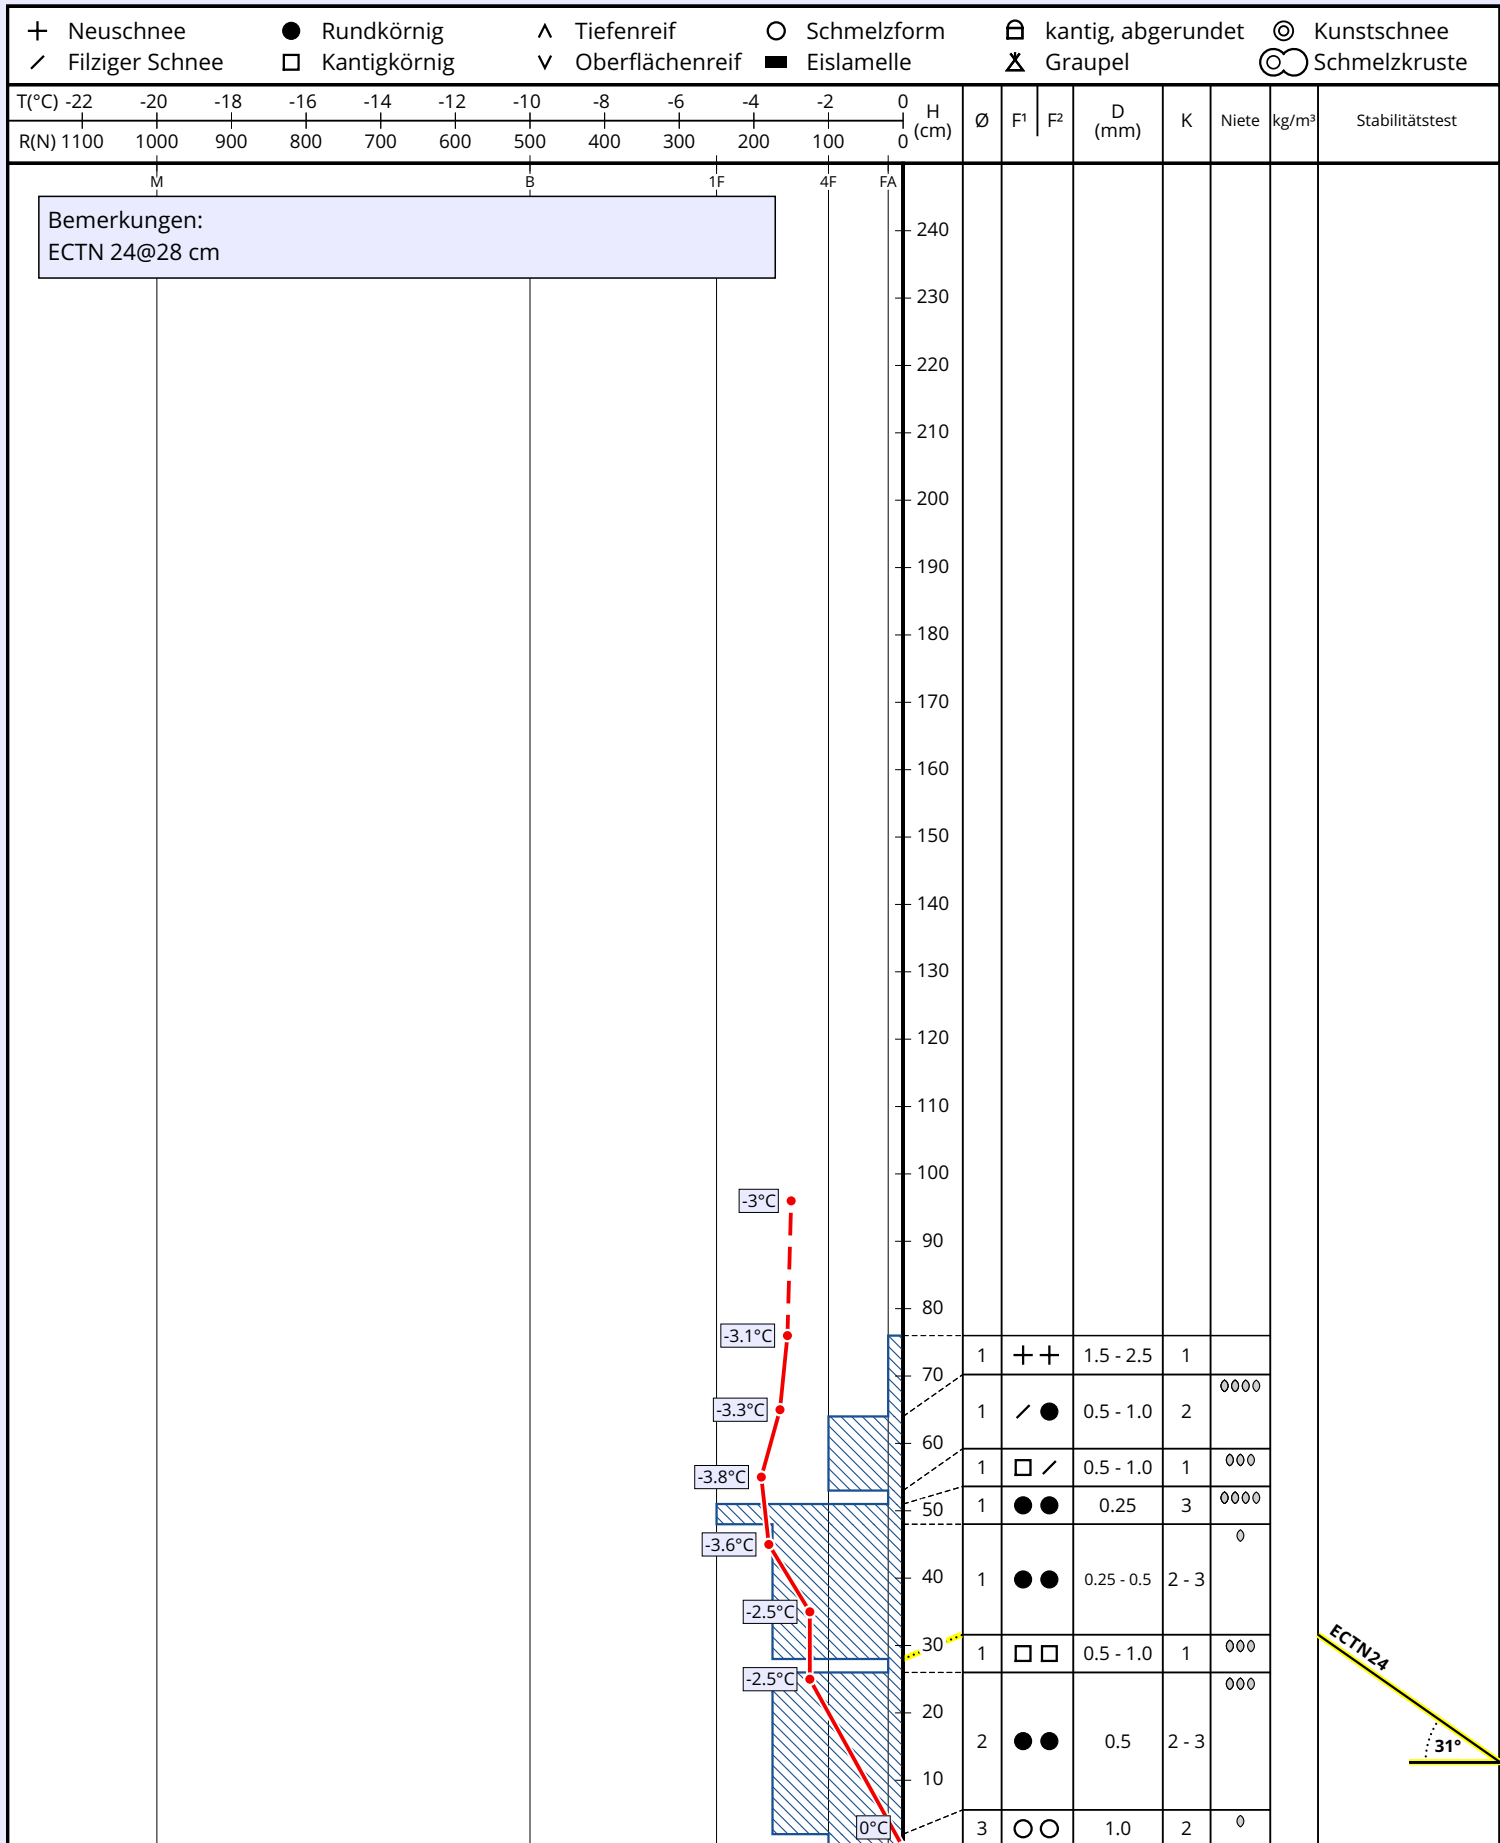 Neuschnee Rundkörnig Tiefenreif Schmelzform kantig, abgerundet Kunstschnee
Filziger Schnee Kantigkörnig Oberflächenreif Eislamelle Graupel Schmelzkruste
T(°C) -22 -20 -18 -16 -14 -12 -10 -8 -6 -4 -2 0
R(N) 1100 1000 900 800 700 600 500 400 300 200 100 0
H (cm) Ø F¹ F² D (mm) K Niete kg/m³ Stabilitätstest
M B 1F 4F FA
Bemerkungen:
ECTN 24@28 cm
240
230
220
210
200
190
180
170
160
150
140
130
120
110
100
-3°C
90
80
-3.1°C
1 1.5 - 2.5 1
70
-3.3°C
1 0.5 - 1.0 2
60
-3.8°C
1 0.5 - 1.0 1
50
1 0.25 3
-3.6°C
40
1 0.25 - 0.5 2 - 3
-2.5°C
30
1 0.5 - 1.0 1
ECTN24
-2.5°C
20
2 0.5 2 - 3
31°
10
0°C
3 1.0 2